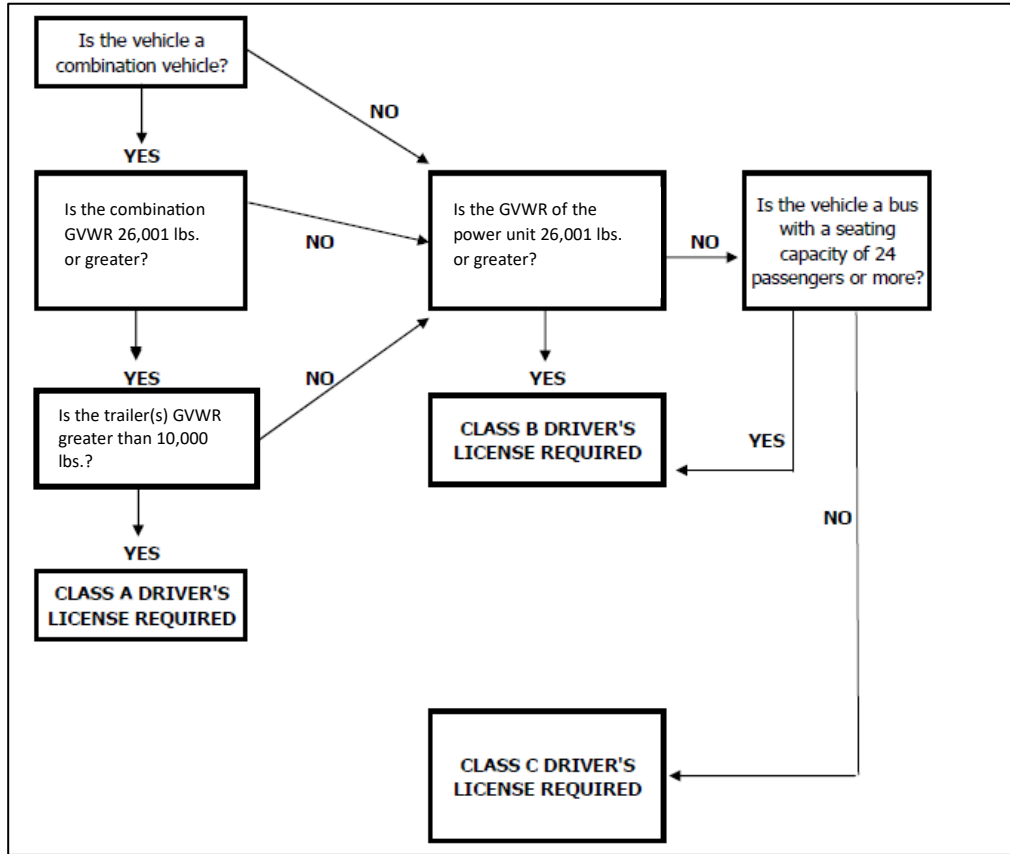 Is the vehicle a
combination vehicle?
NO
YES
Is the combination
GVWR 26,001 lbs.
or greater?
NO
Is the GVWR of the
power unit 26,001 lbs.
or greater?
NO
Is the vehicle a bus
with a seating
capacity of 24
passengers or more?
YES
NO
Is the trailer(s) GVWR
greater than 10,000
lbs.?
YES
CLASS B DRIVER'S
LICENSE REQUIRED
YES
NO
YES
CLASS A DRIVER'S
LICENSE REQUIRED
CLASS C DRIVER'S
LICENSE REQUIRED